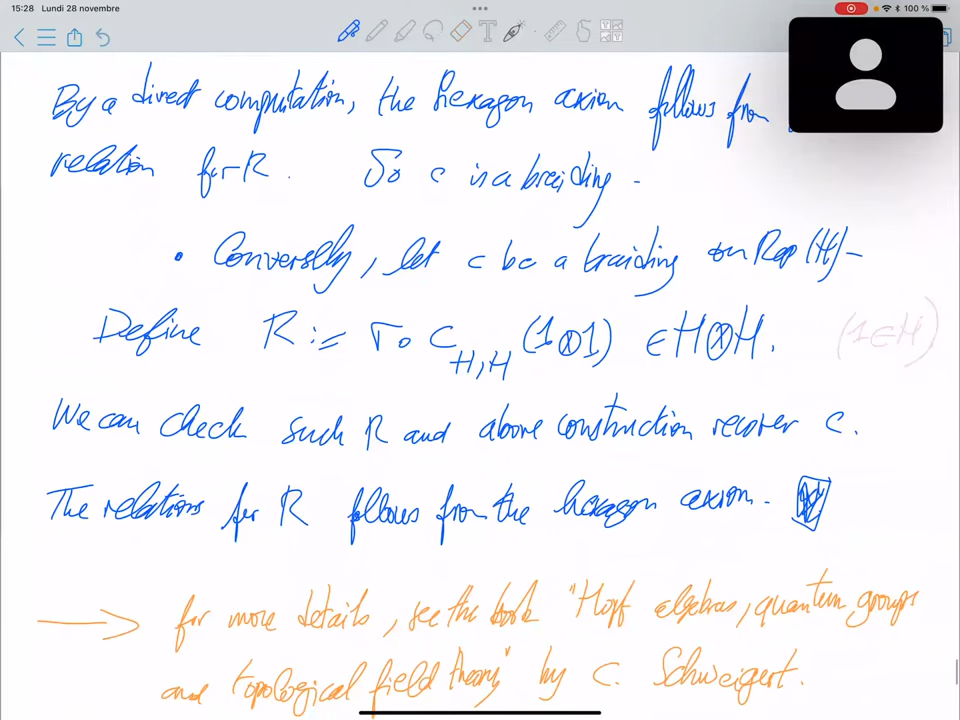 15:28 Lundi 28 novembre
100 %
By a direct computation, the hexagon axiom follows from
relation for R. So c is a braiding.
• Conversely, let c be a braiding on Rep(H)-
Define R := τ∘ c_{H,H} (1⊗1) ∈ H⊗H. (1∈H)
We can check such R and above construction recover c.
The relations for R follows from the hexagon axiom.
→ for more details, see the book "Hopf algebras, quantum groups
and topological field theory" by C. Schweigert.